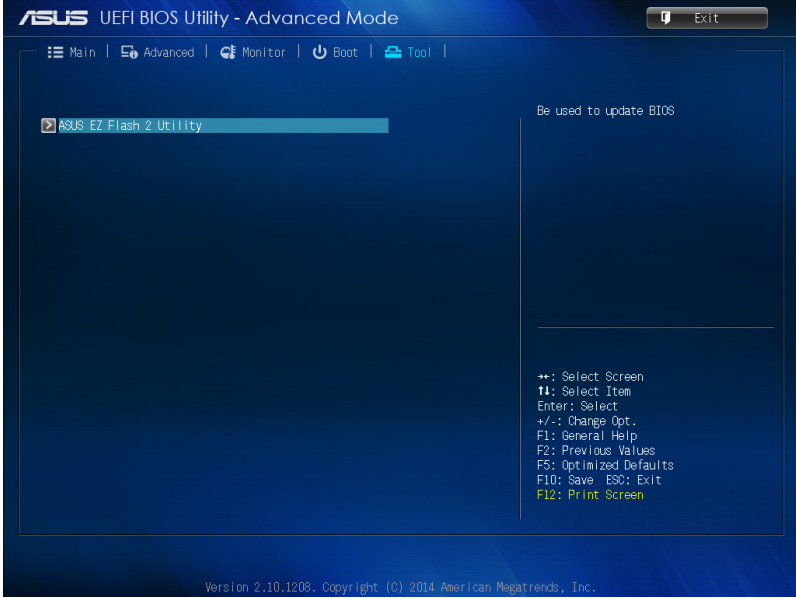 ASUS UEFI BIOS Utility - Advanced Mode
Exit
Main | Advanced | Monitor | Boot | Tool |
Be used to update BIOS
ASUS EZ Flash 2 Utility
→←: Select Screen
↑↓: Select Item
Enter: Select
+/-: Change Opt.
F1: General Help
F2: Previous Values
F5: Optimized Defaults
F10: Save ESC: Exit
F12: Print Screen
Version 2.10.1208. Copyright (C) 2014 American Megatrends, Inc.